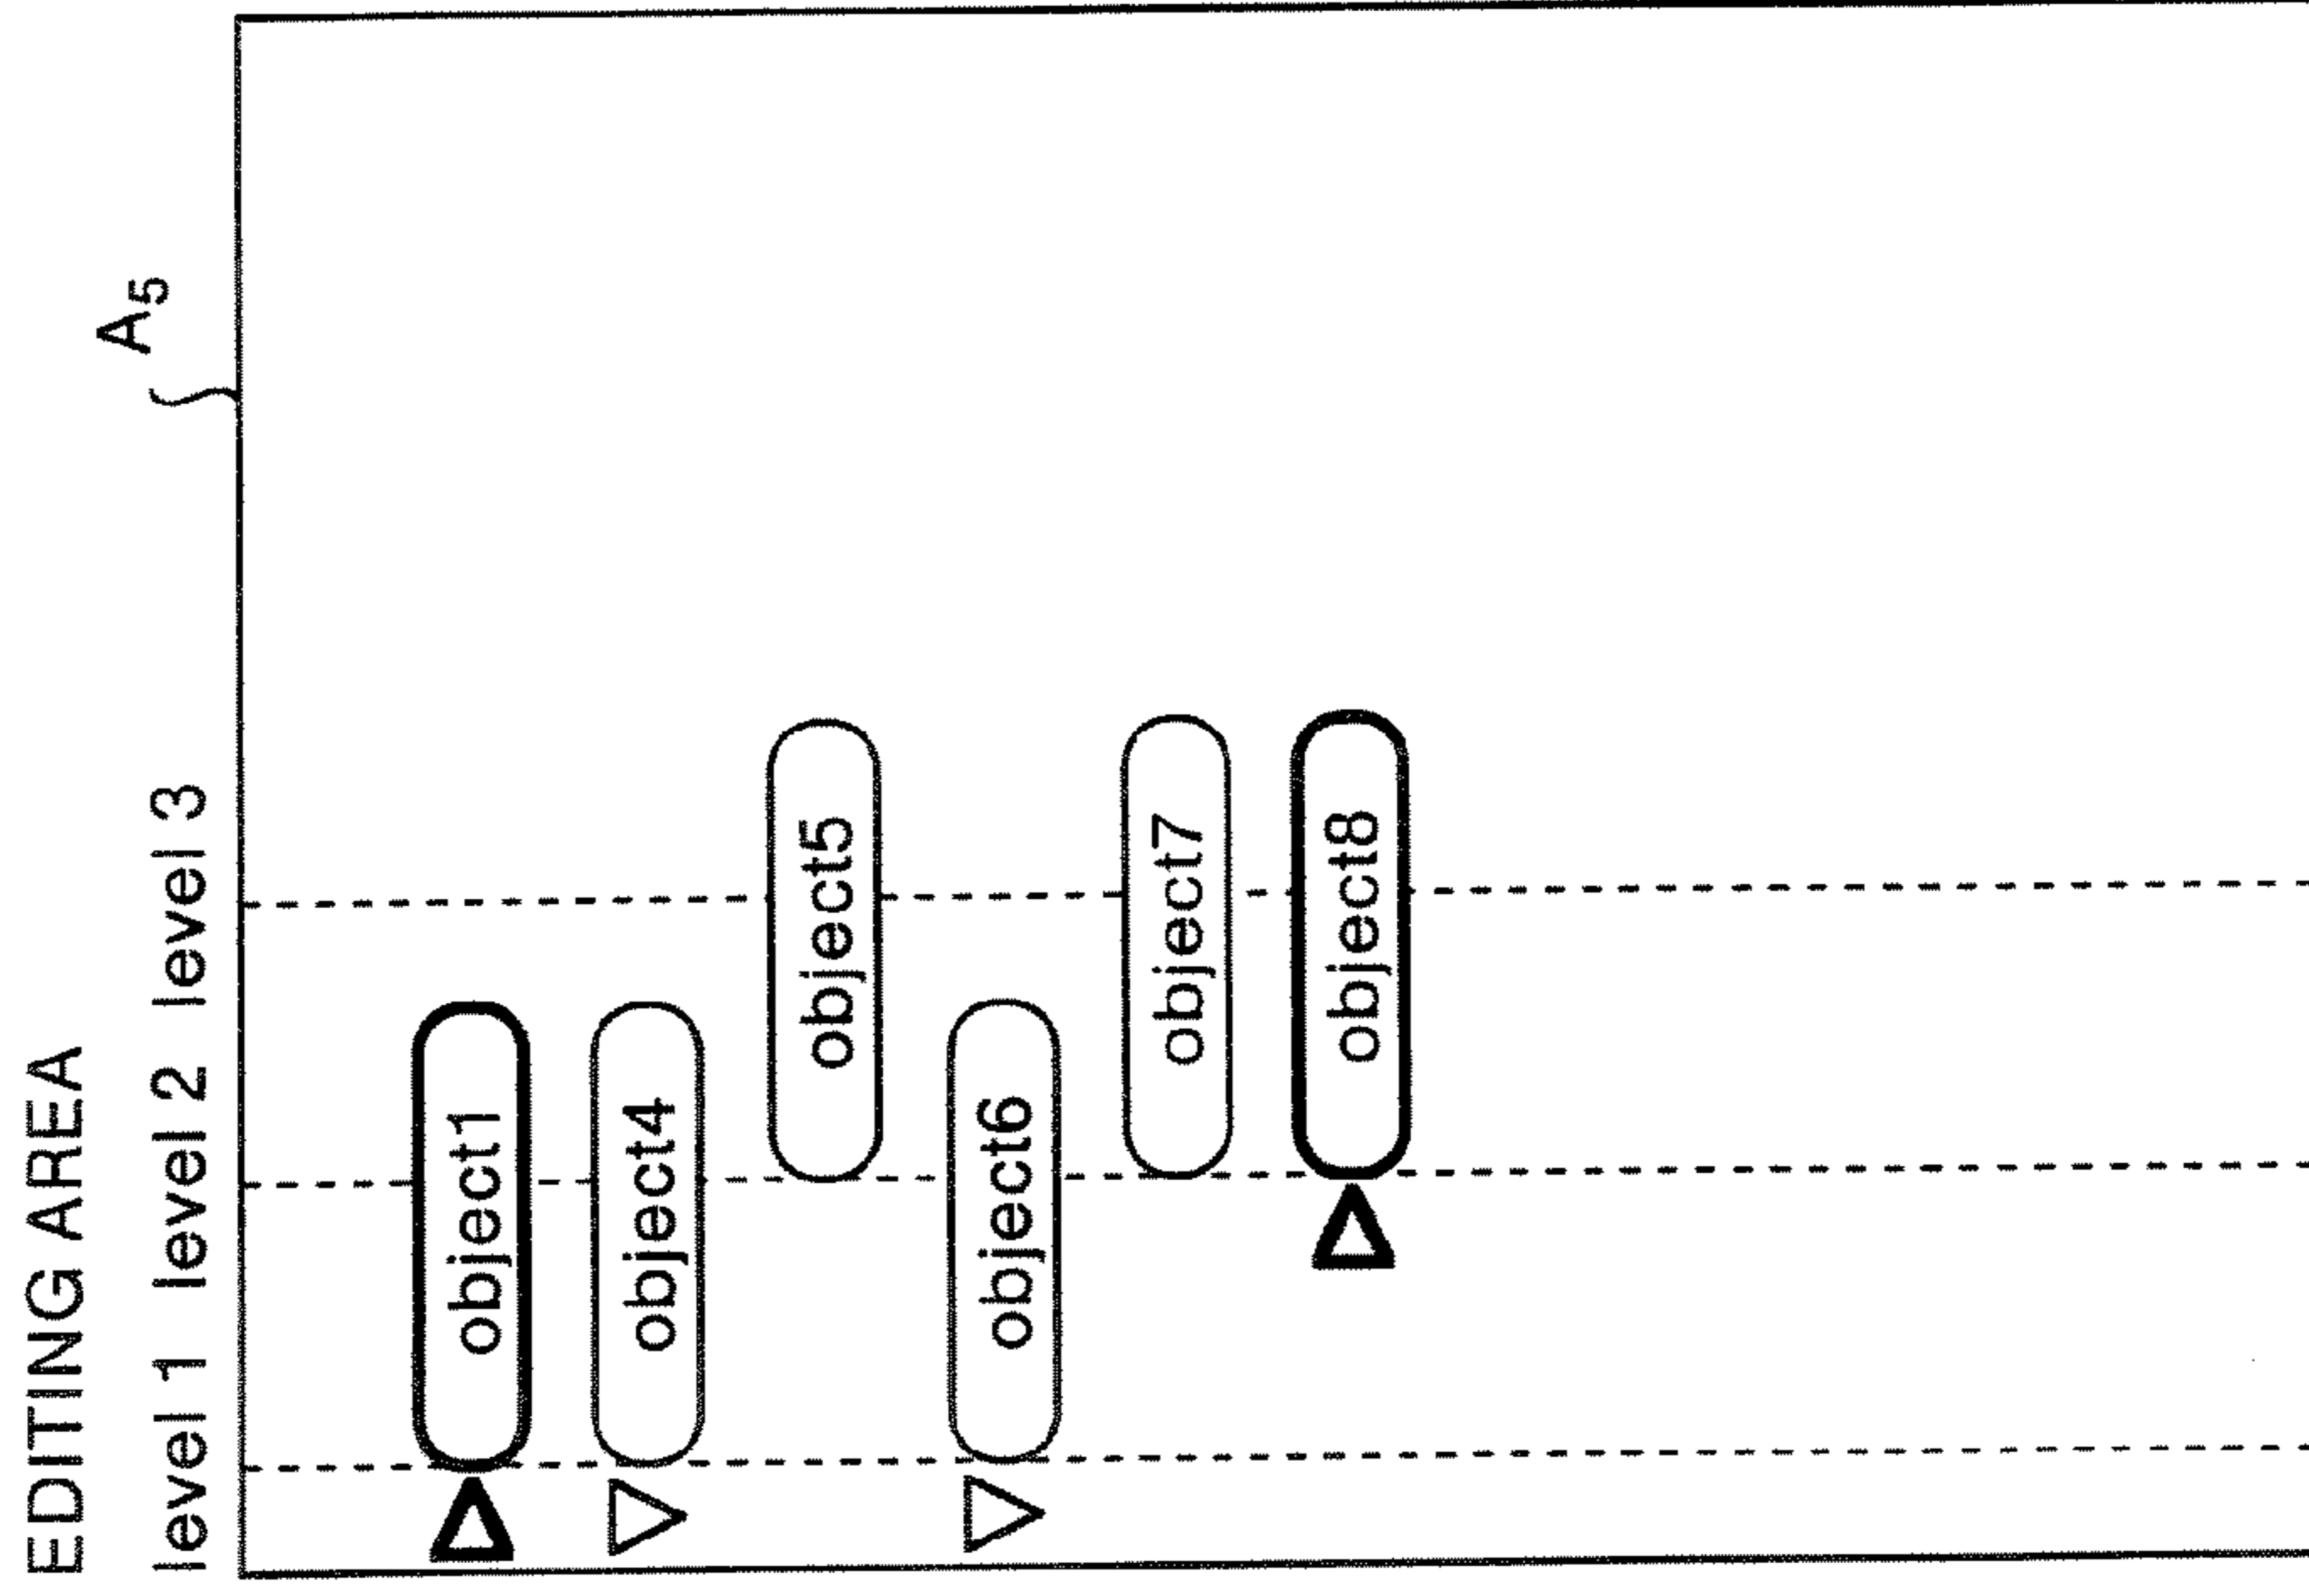 EDITING AREA
level 1 level 2 level 3
A5
object1
object4
object5
object6
object7
object8